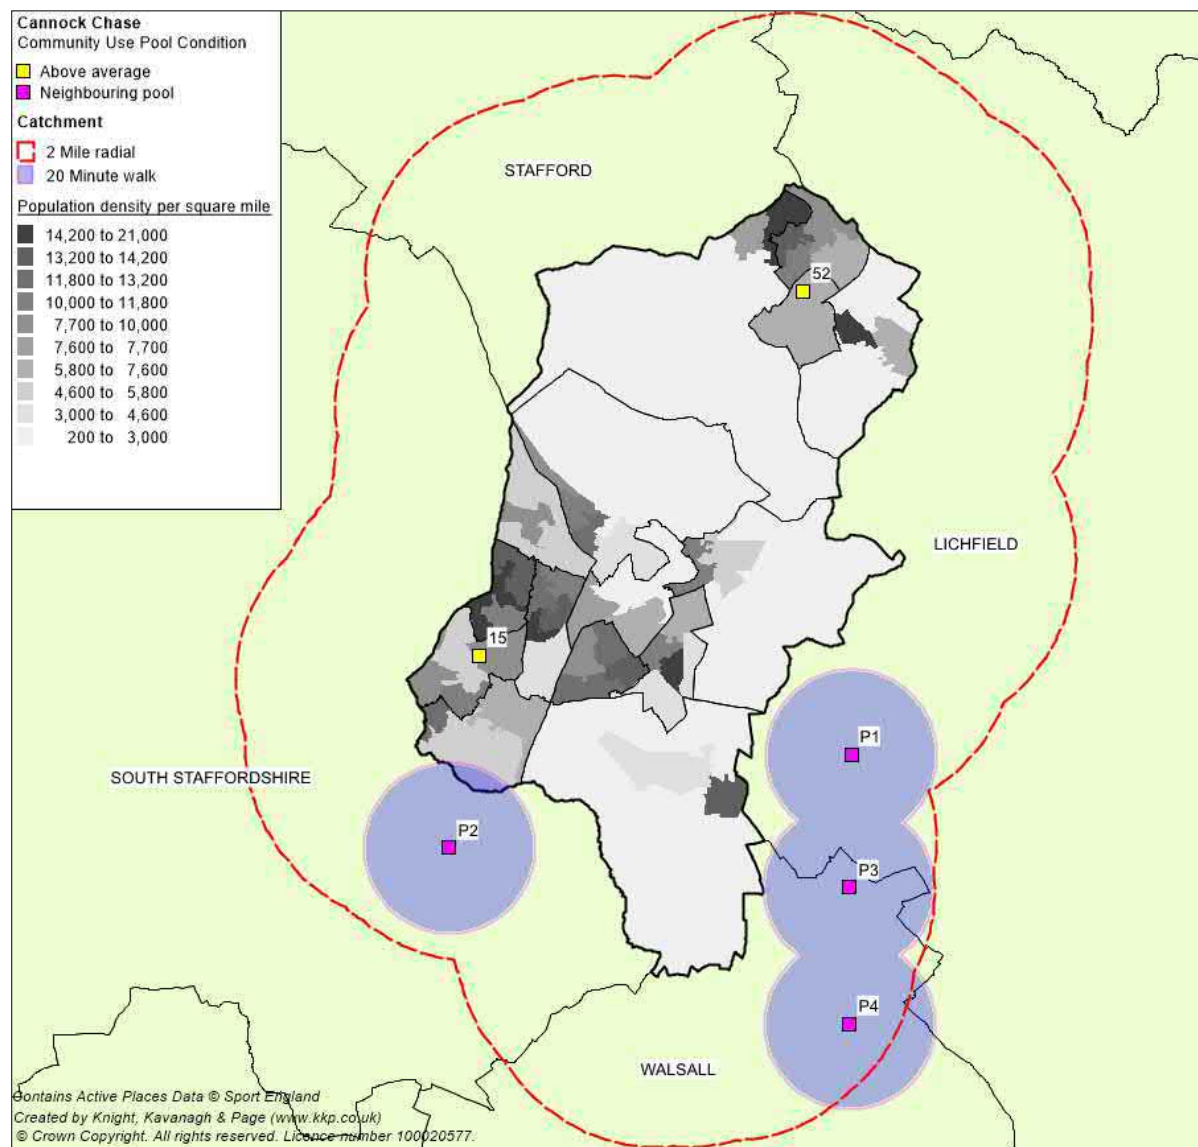 Cannock Chase
Community Use Pool Condition
Above average
Neighbouring pool
Catchment
2 Mile radial
20 Minute walk
Population density per square mile
14,200 to 21,000
13,200 to 14,200
11,800 to 13,200
10,000 to 11,800
7,700 to 10,000
7,600 to 7,700
5,800 to 7,600
4,600 to 5,800
3,000 to 4,600
200 to 3,000
STAFFORD
52
LICHFIELD
15
P1
SOUTH STAFFORDSHIRE
P2
P3
P4
WALSALL
Contains Active Places Data © Sport England
Created by Knight, Kavanagh & Page (www.kkp.co.uk)
© Crown Copyright. All rights reserved. Licence number 100020577.